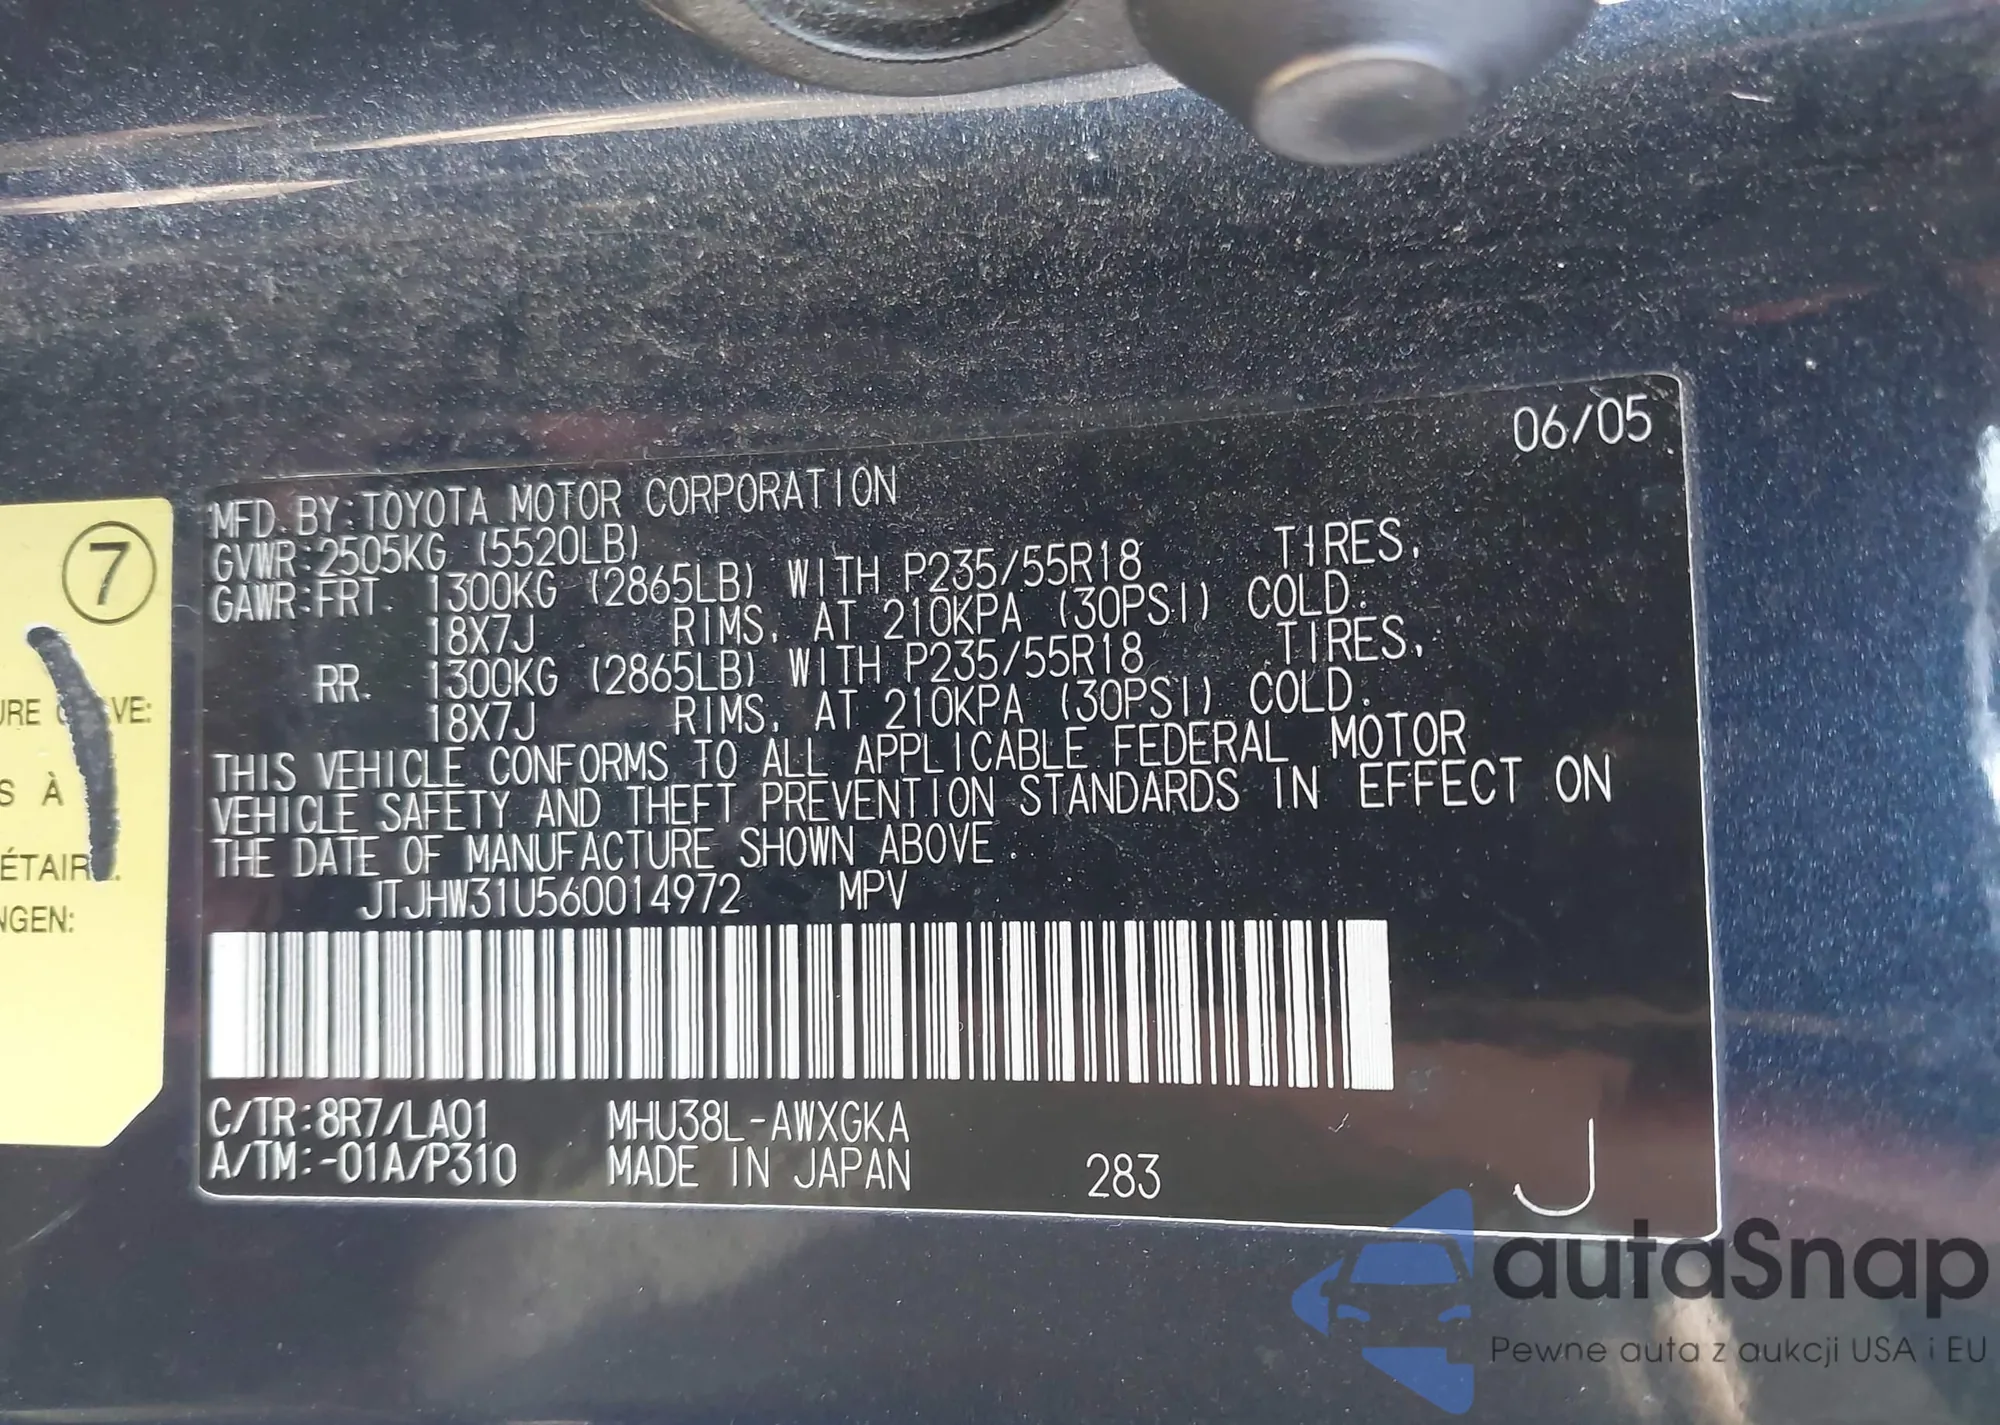 06/05
MFD. BY:TOYOTA MOTOR CORPORATION
GVWR:2505KG (5520LB)
GAWR:FRT. 1300KG (2865LB) WITH P235/55R18 TIRES,
18X7J RIMS, AT 210KPA (30PSI) COLD.
RR. 1300KG (2865LB) WITH P235/55R18 TIRES,
18X7J RIMS, AT 210KPA (30PSI) COLD.
THIS VEHICLE CONFORMS TO ALL APPLICABLE FEDERAL MOTOR
VEHICLE SAFETY AND THEFT PREVENTION STANDARDS IN EFFECT ON
THE DATE OF MANUFACTURE SHOWN ABOVE.
JTJHW31U560014972 MPV
C/TR:8R7/LA01 MHU38L-AWXGKA
A/TM:-01A/P310 MADE IN JAPAN 283 J
7
S À
NGEN:
autaSnap
Pewne auta z aukcji USA i EU